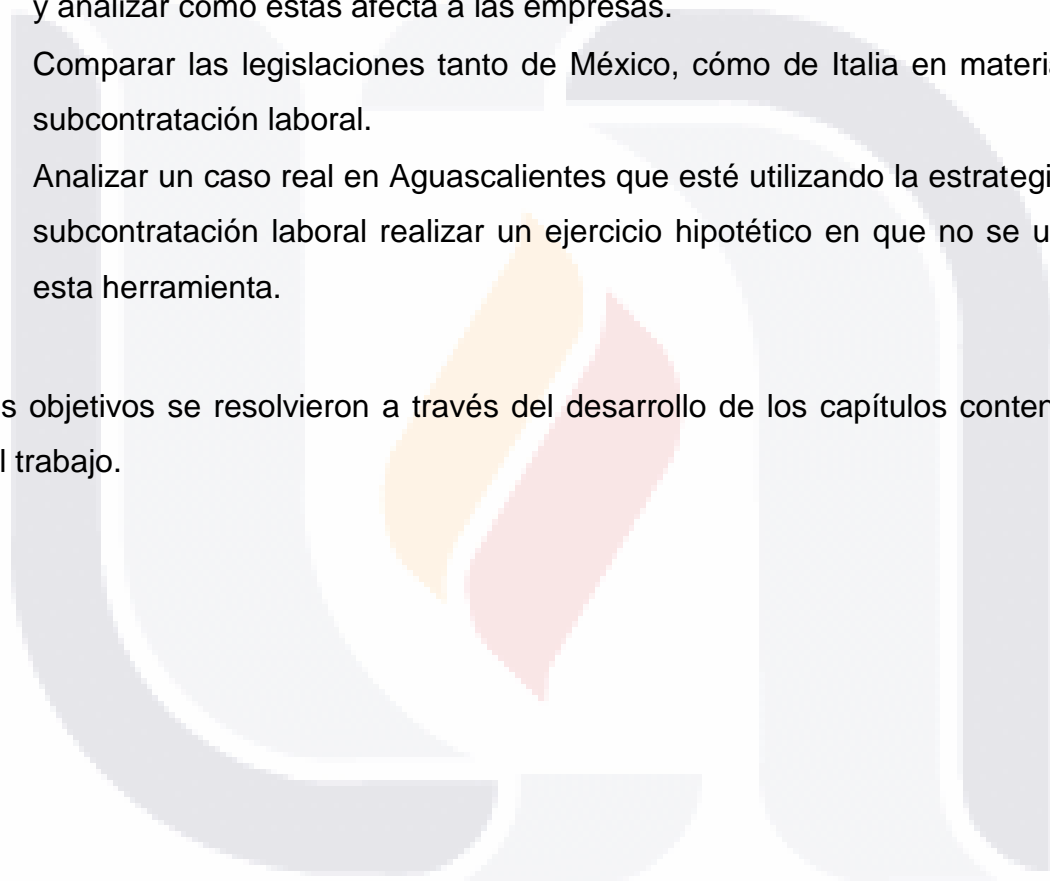 y analizar cómo estas afecta a las empresas.
Comparar las legislaciones tanto de México, cómo de Italia en materi
subcontratación laboral.
Analizar un caso real en Aguascalientes que esté utilizando la estrategi
subcontratación laboral realizar un ejercicio hipotético en que no se u
esta herramienta.
s objetivos se resolvieron a través del desarrollo de los capítulos conten
l trabajo.